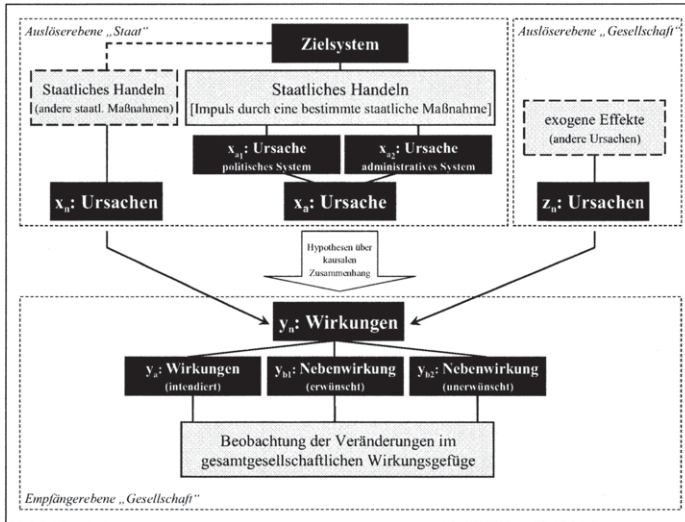 Auslöserebene „Staat"
Zielsystem
Staatliches Handeln
(andere staatl. Maßnahmen)
Staatliches Handeln
[Impuls durch eine bestimmte staatliche Maßnahme]
xa1: Ursache
politisches System
xa2: Ursache
administratives System
xn: Ursachen
xa: Ursache
Auslöserebene „Gesellschaft"
exogene Effekte
(andere Ursachen)
zn: Ursachen
Hypothesen über
kausalen
Zusammenhang
yn: Wirkungen
ya: Wirkungen
(intendiert)
yb1: Nebenwirkung
(erwünscht)
yb2: Nebenwirkung
(unerwünscht)
Beobachtung der Veränderungen im
gesamtgesellschaftlichen Wirkungsgefüge
Empfängerebene „Gesellschaft"